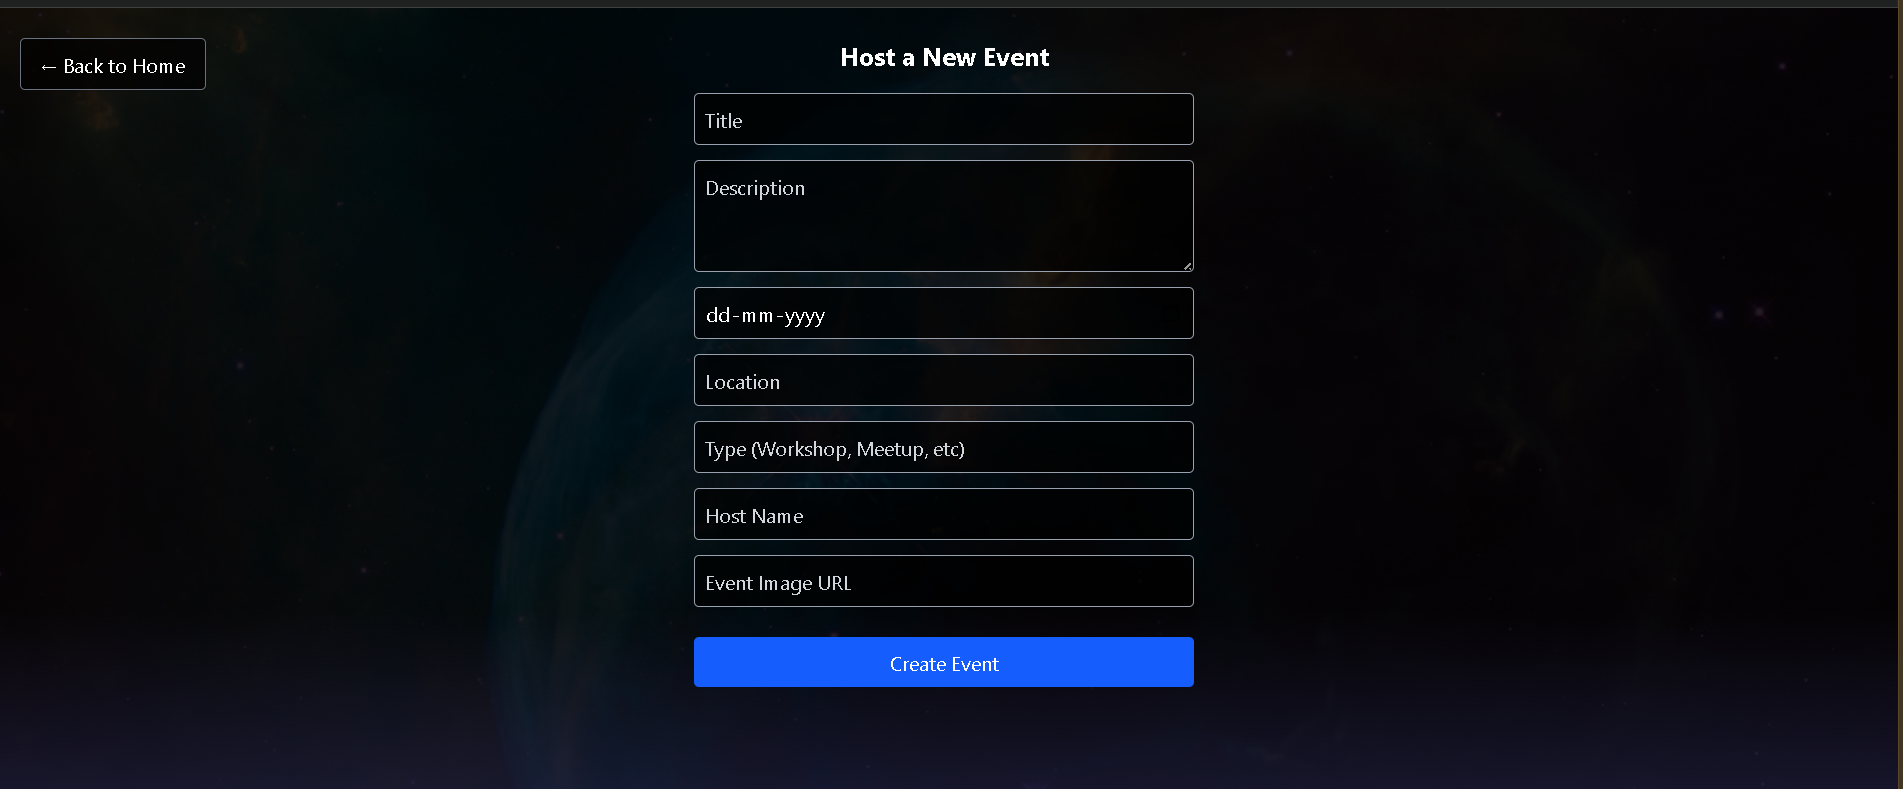 ← Back to Home
Host a New Event
Title
Description
dd-mm-yyyy
Location
Type (Workshop, Meetup, etc)
Host Name
Event Image URL
Create Event